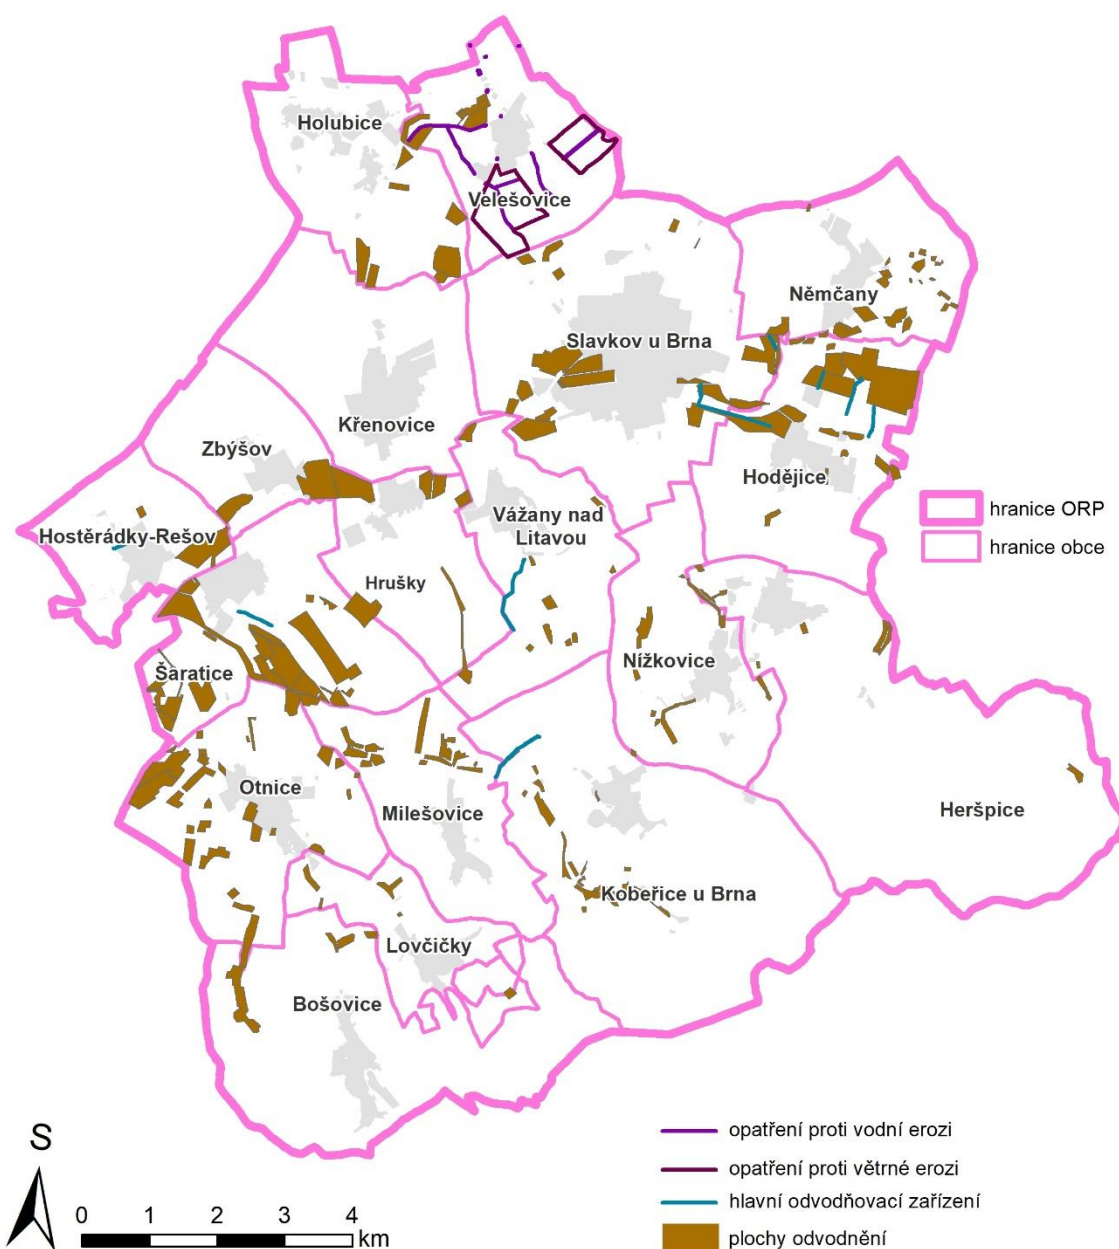 Holubice
Velešovice
Němčany
Slavkov u Brna
Křenovice
Zbýšov
Hodějice
Vážany nad
Litavou
hranice ORP
Hostěrádky-Rešov
hranice obce
Hrušky
Šaratice
Nížkovice
Otnice
Milešovice
Heršpice
Kobeřice u Brna
Lovčičky
Bošovice
S
0 1 2 3 4
km
opatření proti vodní erozi
opatření proti větrné erozi
hlavní odvodňovací zařízení
plochy odvodnění